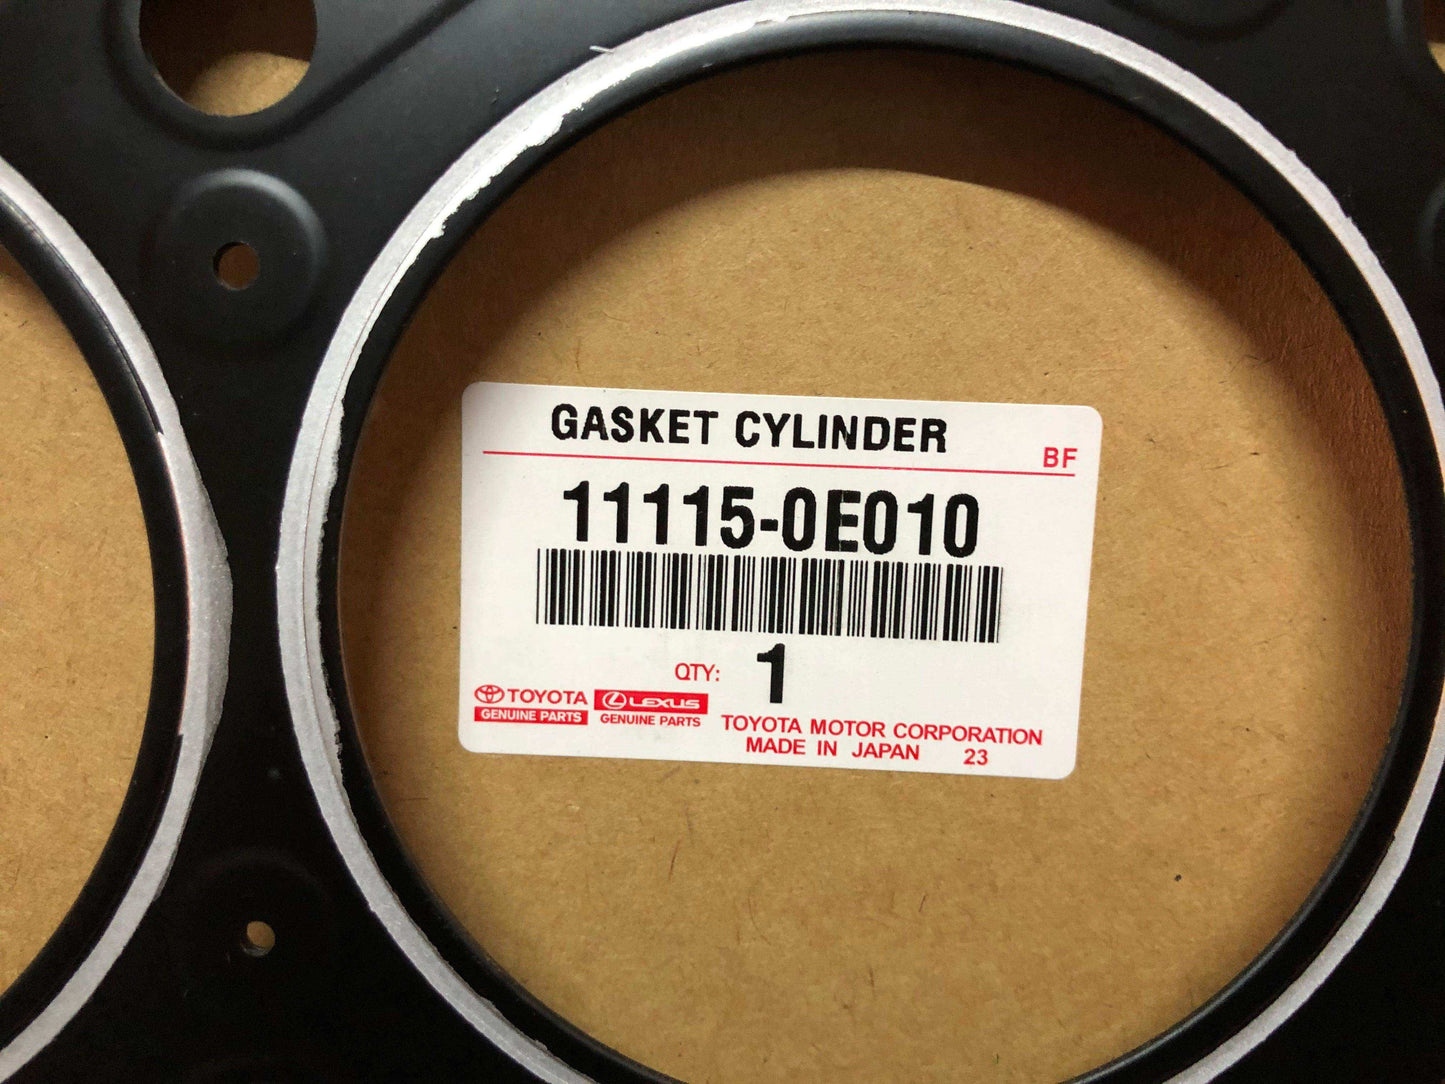 GASKET CYLINDER
BF
11115-0E010
QTY: 1
TOYOTA LEXUS
GENUINE PARTS GENUINE PARTS
TOYOTA MOTOR CORPORATION
MADE IN JAPAN 23